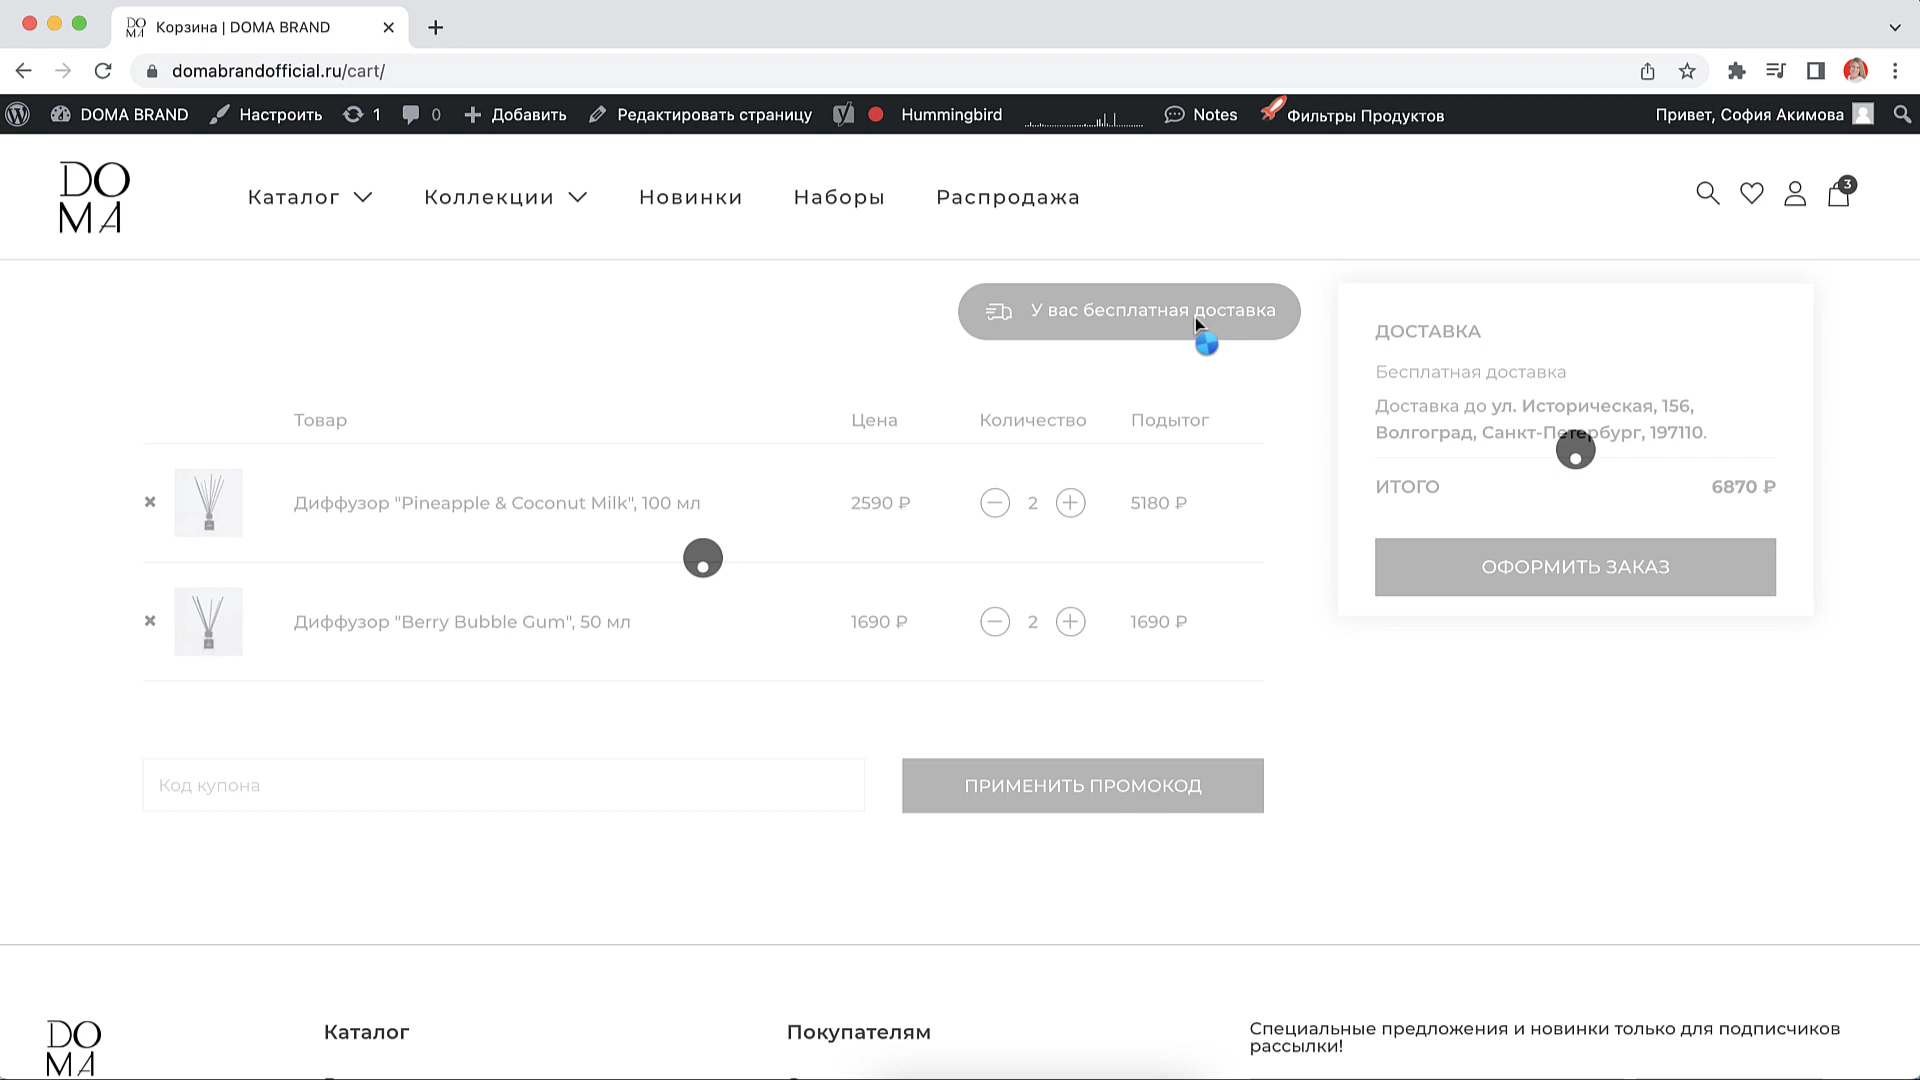 Корзина | DOMA BRAND
domabrandofficial.ru/cart/
DOMA BRAND
Настроить
1
0
Добавить
Редактировать страницу
Hummingbird
Notes
Фильтры Продуктов
Привет, София Акимова
DO
MA
Каталог
Коллекции
Новинки
Наборы
Распродажа
3
У вас бесплатная доставка
Товар Цена Количество Подытог
Диффузор "Pineapple & Coconut Milk", 100 мл 2590 ₽ 2 5180 ₽
Диффузор "Berry Bubble Gum", 50 мл 1690 ₽ 2 1690 ₽
Код купона
ПРИМЕНИТЬ ПРОМОКОД
ДОСТАВКА
Бесплатная доставка
Доставка до ул. Историческая, 156,
Волгоград, Санкт-Петербург, 197110.
ИТОГО 6870 ₽
ОФОРМИТЬ ЗАКАЗ
DO
MA
Каталог
Покупателям
Специальные предложения и новинки только для подписчиков
рассылки!